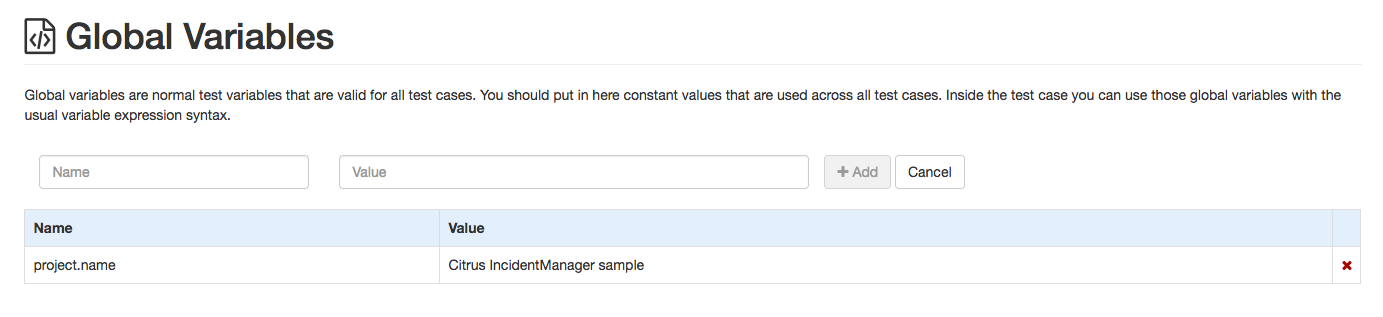 Global Variables
Global variables are normal test variables that are valid for all test cases. You should put in here constant values that are used across all test cases. Inside the test case you can use those global variables with the
usual variable expression syntax.
Name Value Add Cancel
Name Value
project.name Citrus IncidentManager sample